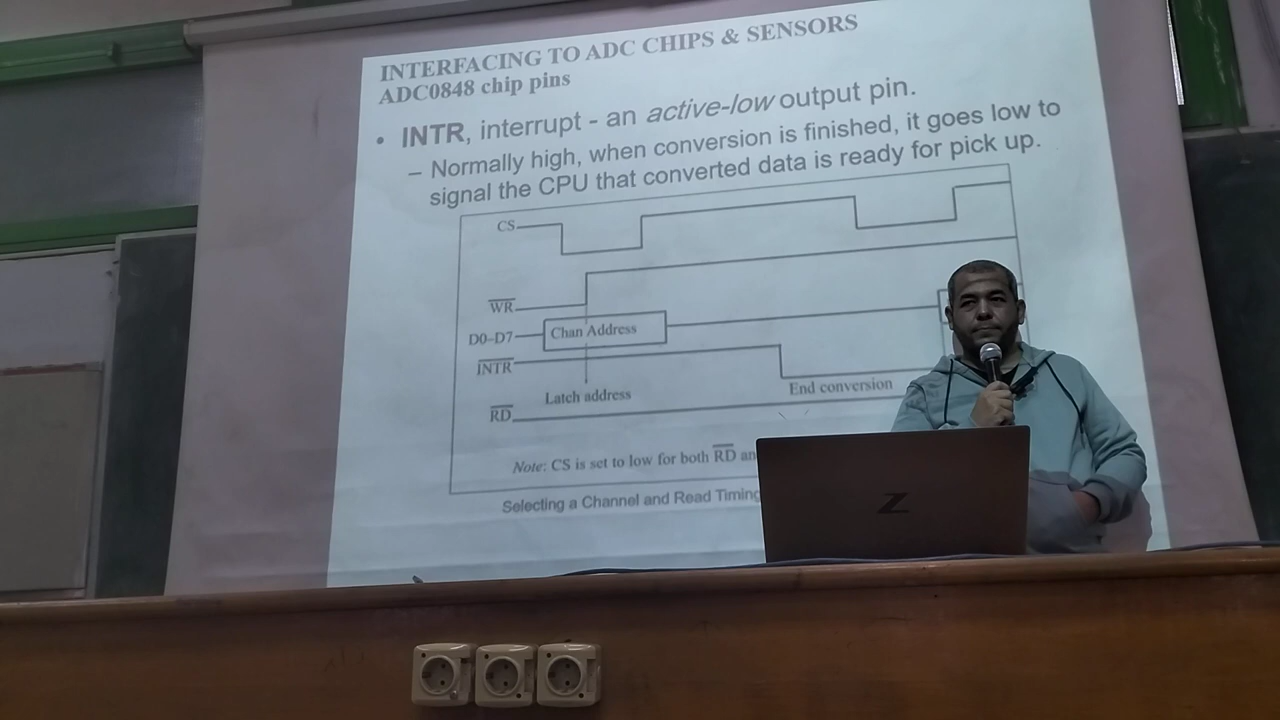 INTERFACING TO ADC CHIPS & SENSORS
ADC0848 chip pins
• INTR, interrupt - an active-low output pin.
– Normally high, when conversion is finished, it goes low to
signal the CPU that converted data is ready for pick up.
CS
WR
D0–D7
Chan Address
INTR
End conversion
Latch address
RD
Note: CS is set to low for both RD an
Selecting a Channel and Read Timing
Z